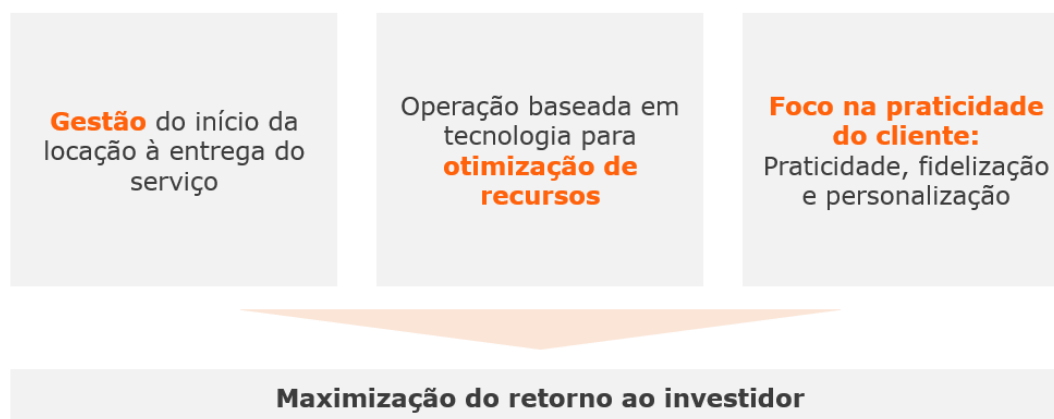 Gestão do início da
locação à entrega do
serviço
Operação baseada em
tecnologia para
otimização de
recursos
Foco na praticidade
do cliente:
Praticidade, fidelização
e personalização
Maximização do retorno ao investidor